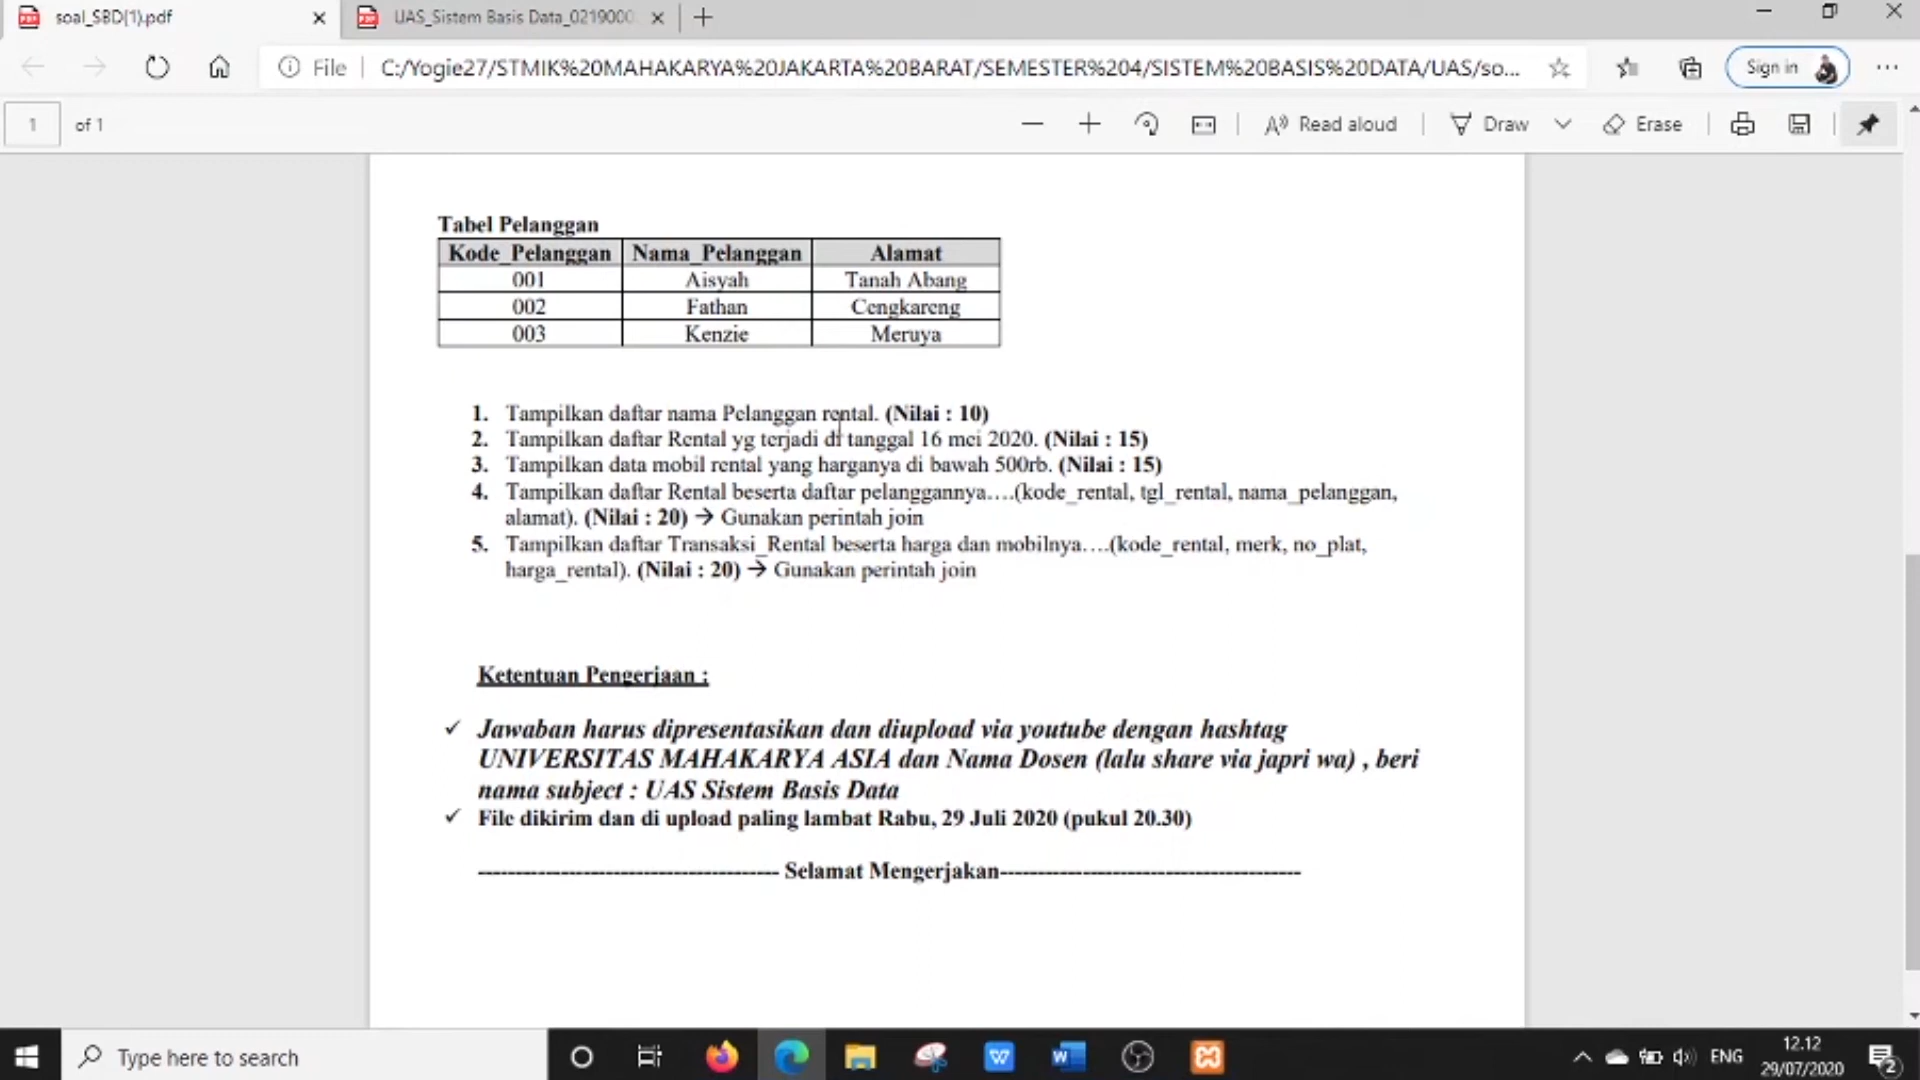 soal_SBD(1).pdf
UAS_Sistem Basis Data_0219000
File
C:/Yogie27/STMIK%20MAHAKARYA%20JAKARTA%20BARAT/SEMESTER%204/SISTEM%20BASIS%20DATA/UAS/so...
Sign in
1 of 1
Read aloud
Draw
Erase
Tabel Pelanggan
Kode_Pelanggan Nama_Pelanggan Alamat
001 Aisyah Tanah Abang
002 Fathan Cengkareng
003 Kenzie Meruya
1. Tampilkan daftar nama Pelanggan rental. (Nilai : 10)
2. Tampilkan daftar Rental yg terjadi di tanggal 16 mei 2020. (Nilai : 15)
3. Tampilkan data mobil rental yang harganya di bawah 500rb. (Nilai : 15)
4. Tampilkan daftar Rental beserta daftar pelanggannya….(kode_rental, tgl_rental, nama_pelanggan,
alamat). (Nilai : 20) → Gunakan perintah join
5. Tampilkan daftar Transaksi_Rental beserta harga dan mobilnya….(kode_rental, merk, no_plat,
harga_rental). (Nilai : 20) → Gunakan perintah join
Ketentuan Pengerjaan :
✓ Jawaban harus dipresentasikan dan diupload via youtube dengan hashtag
UNIVERSITAS MAHAKARYA ASIA dan Nama Dosen (lalu share via japri wa) , beri
nama subject : UAS Sistem Basis Data
✓ File dikirim dan di upload paling lambat Rabu, 29 Juli 2020 (pukul 20.30)
---------------------------------------- Selamat Mengerjakan----------------------------------------
Type here to search
ENG
12.12
29/07/2020
2